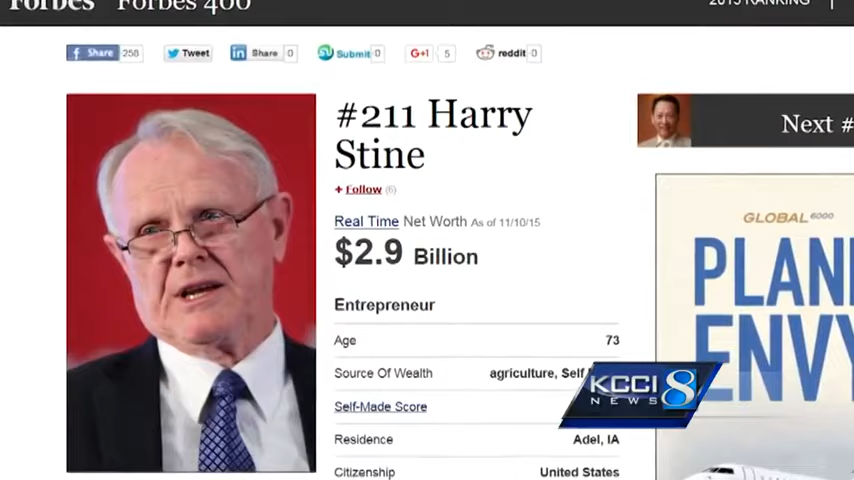 Forbes Forbes 400
2015 RANKING
Share 258 Tweet Share 0 Submit 0 +1 5 reddit 0
#211 Harry
Stine
Next #
+ Follow (6)
Real Time Net Worth As of 11/10/15
$2.9 Billion
GLOBAL 6000
PLAN
ENVY
Entrepreneur
Age 73
Source Of Wealth agriculture, Self
KCCI 8
NEWS
Self-Made Score
Residence Adel, IA
Citizenship United States